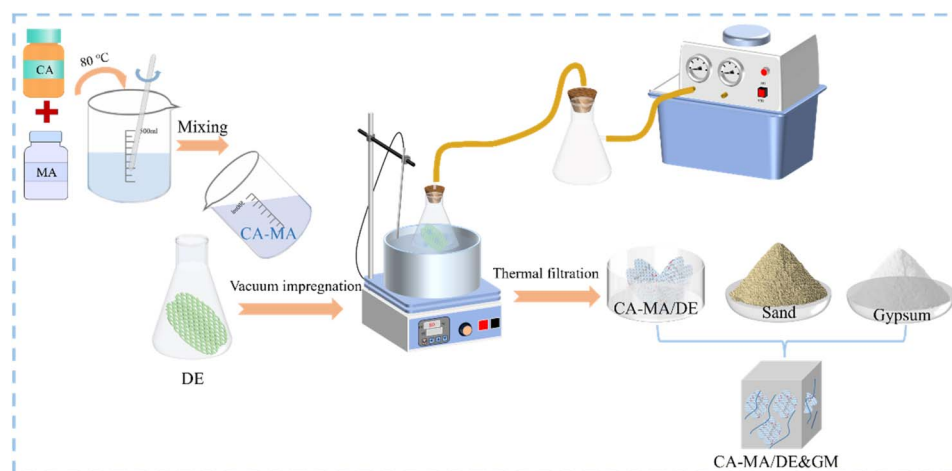 CA
80 °C
MA
500ml
Mixing
CA-MA
Vacuum impregnation
DE
Thermal filtration
CA-MA/DE
Sand
Gypsum
CA-MA/DE&GM